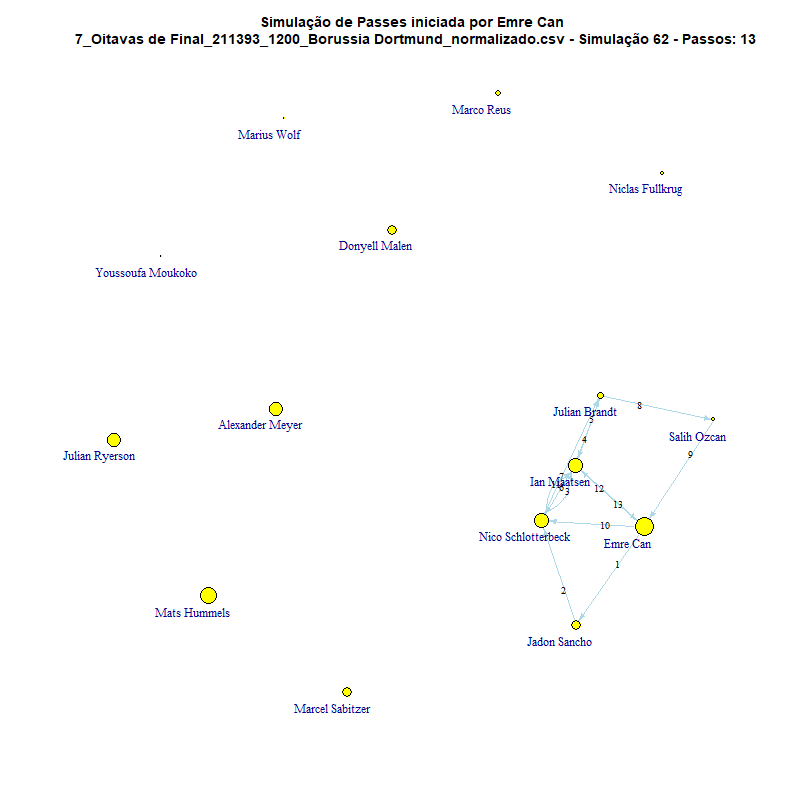 Simulação de Passes iniciada por Emre Can
7_Oitavas de Final_211393_1200_Borussia Dortmund_normalizado.csv - Simulação 62 - Passos: 13
Marco Reus
Marius Wolf
Niclas Fullkrug
Donyell Malen
Youssoufa Moukoko
8
Julian Brandt
5
Alexander Meyer
Salih Ozcan
4
Julian Ryerson
9
7
Ian Maatsen
12
3
13
10
Nico Schlotterbeck
Emre Can
1
2
Mats Hummels
Jadon Sancho
Marcel Sabitzer